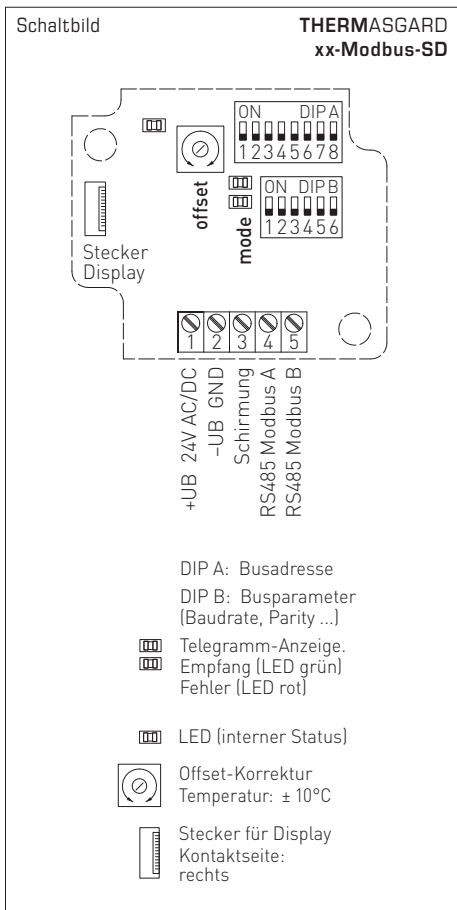 Schaltbild
THERMASGARD
xx-Modbus-SD
ON DIP A
1 2 3 4 5 6 7 8
offset
ON DIP B
mode
1 2 3 4 5 6
Stecker
Display
1 2 3 4 5
+UB 24V AC/DC
–UB GND
Schirmung
RS485 Modbus A
RS485 Modbus B
DIP A: Busadresse
DIP B: Busparameter
(Baudrate, Parity ...)
Telegramm-Anzeige.
Empfang (LED grün)
Fehler (LED rot)
LED (interner Status)
Offset-Korrektur
Temperatur: ± 10°C
Stecker für Display
Kontaktseite:
rechts